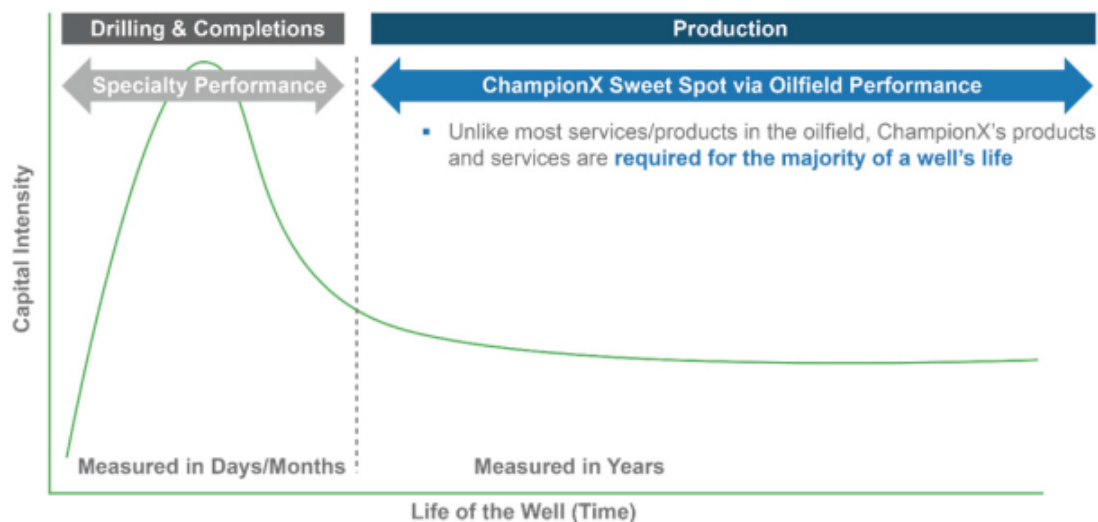 Drilling & Completions
Production
Specialty Performance
ChampionX Sweet Spot via Oilfield Performance
▪ Unlike most services/products in the oilfield, ChampionX's products
and services are required for the majority of a well's life
Capital Intensity
Measured in Days/Months
Measured in Years
Life of the Well (Time)